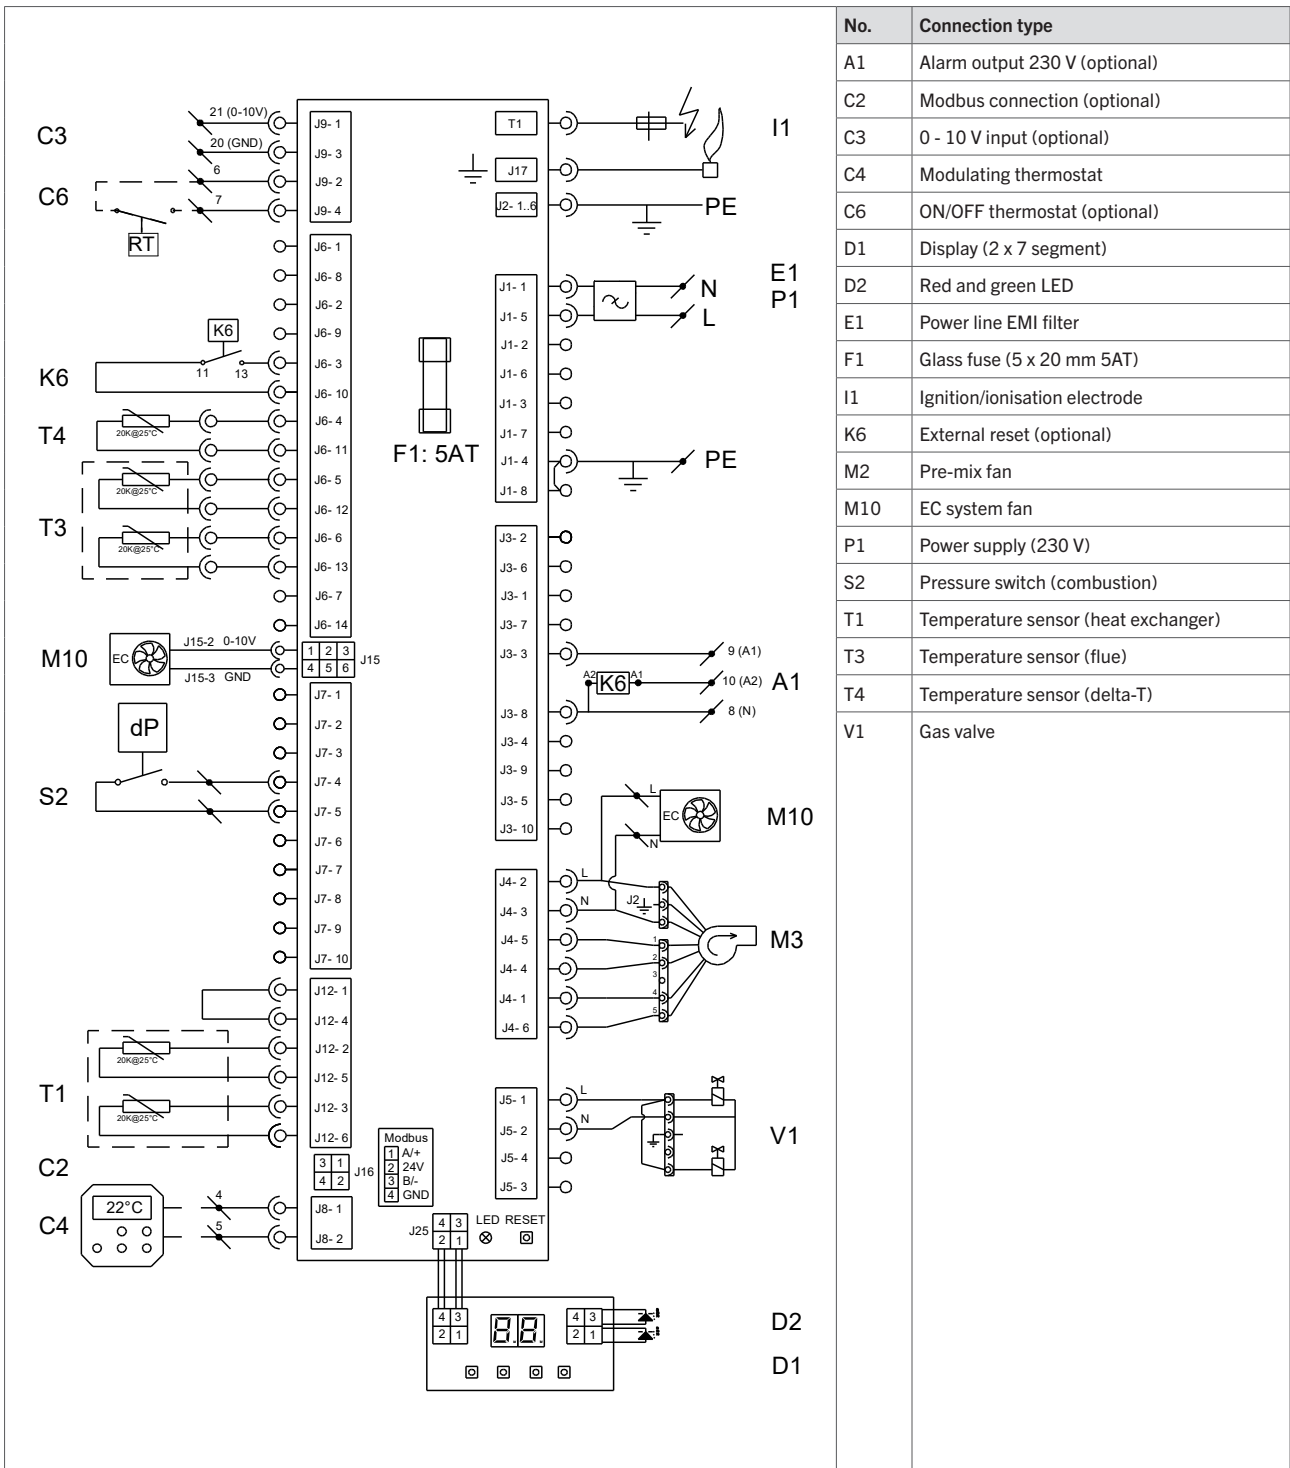 C3
21 (0-10V)
20 (GND)
J9- 1
J9- 3
C6
6
7
RT
J9- 2
J9- 4
J6- 1
J6- 8
J6- 2
J6- 9
K6
K6
11 13
J6- 3
J6- 10
T4
20K@25°C
J6- 4
J6- 11
T3
20K@25°C
J6- 5
J6- 12
20K@25°C
J6- 6
J6- 13
J6- 7
J6- 14
M10
EC
J15-2 0-10V
J15-3 GND
1 2 3
4 5 6
J15
J7- 1
J7- 2
J7- 3
dP
S2
J7- 4
J7- 5
J7- 6
J7- 7
J7- 8
J7- 9
J7- 10
J12- 1
J12- 4
T1
20K@25°C
J12- 2
J12- 5
20K@25°C
J12- 3
J12- 6
C2
3 1
4 2
J16
Modbus
1 A/+
2 24V
3 B/-
4 GND
C4
22°C
4
5
J8- 1
J8- 2
F1: 5AT
T1
I1
J17
J2- 1..6
PE
E1
P1
J1- 1
N
J1- 5
L
J1- 2
J1- 6
J1- 3
J1- 7
J1- 4
PE
J1- 8
J3- 2
J3- 6
J3- 1
J3- 7
J3- 3
9 (A1)
A2 K6 A1
10 (A2)
A1
J3- 8
8 (N)
J3- 4
J3- 9
J3- 5
J3- 10
L
EC
N
M10
J4- 2
L
J4- 3
N
J2
J4- 5
J4- 4
J4- 1
J4- 6
1
2
3
4
5
M3
J5- 1
L
J5- 2
N
J5- 4
J5- 3
V1
J25
4 3
2 1
LED RESET
4 3
2 1
8.8.
4 3
2 1
D2
D1
No. Connection type
A1 Alarm output 230 V (optional)
C2 Modbus connection (optional)
C3 0 - 10 V input (optional)
C4 Modulating thermostat
C6 ON/OFF thermostat (optional)
D1 Display (2 x 7 segment)
D2 Red and green LED
E1 Power line EMI filter
F1 Glass fuse (5 x 20 mm 5AT)
I1 Ignition/ionisation electrode
K6 External reset (optional)
M2 Pre-mix fan
M10 EC system fan
P1 Power supply (230 V)
S2 Pressure switch (combustion)
T1 Temperature sensor (heat exchanger)
T3 Temperature sensor (flue)
T4 Temperature sensor (delta-T)
V1 Gas valve